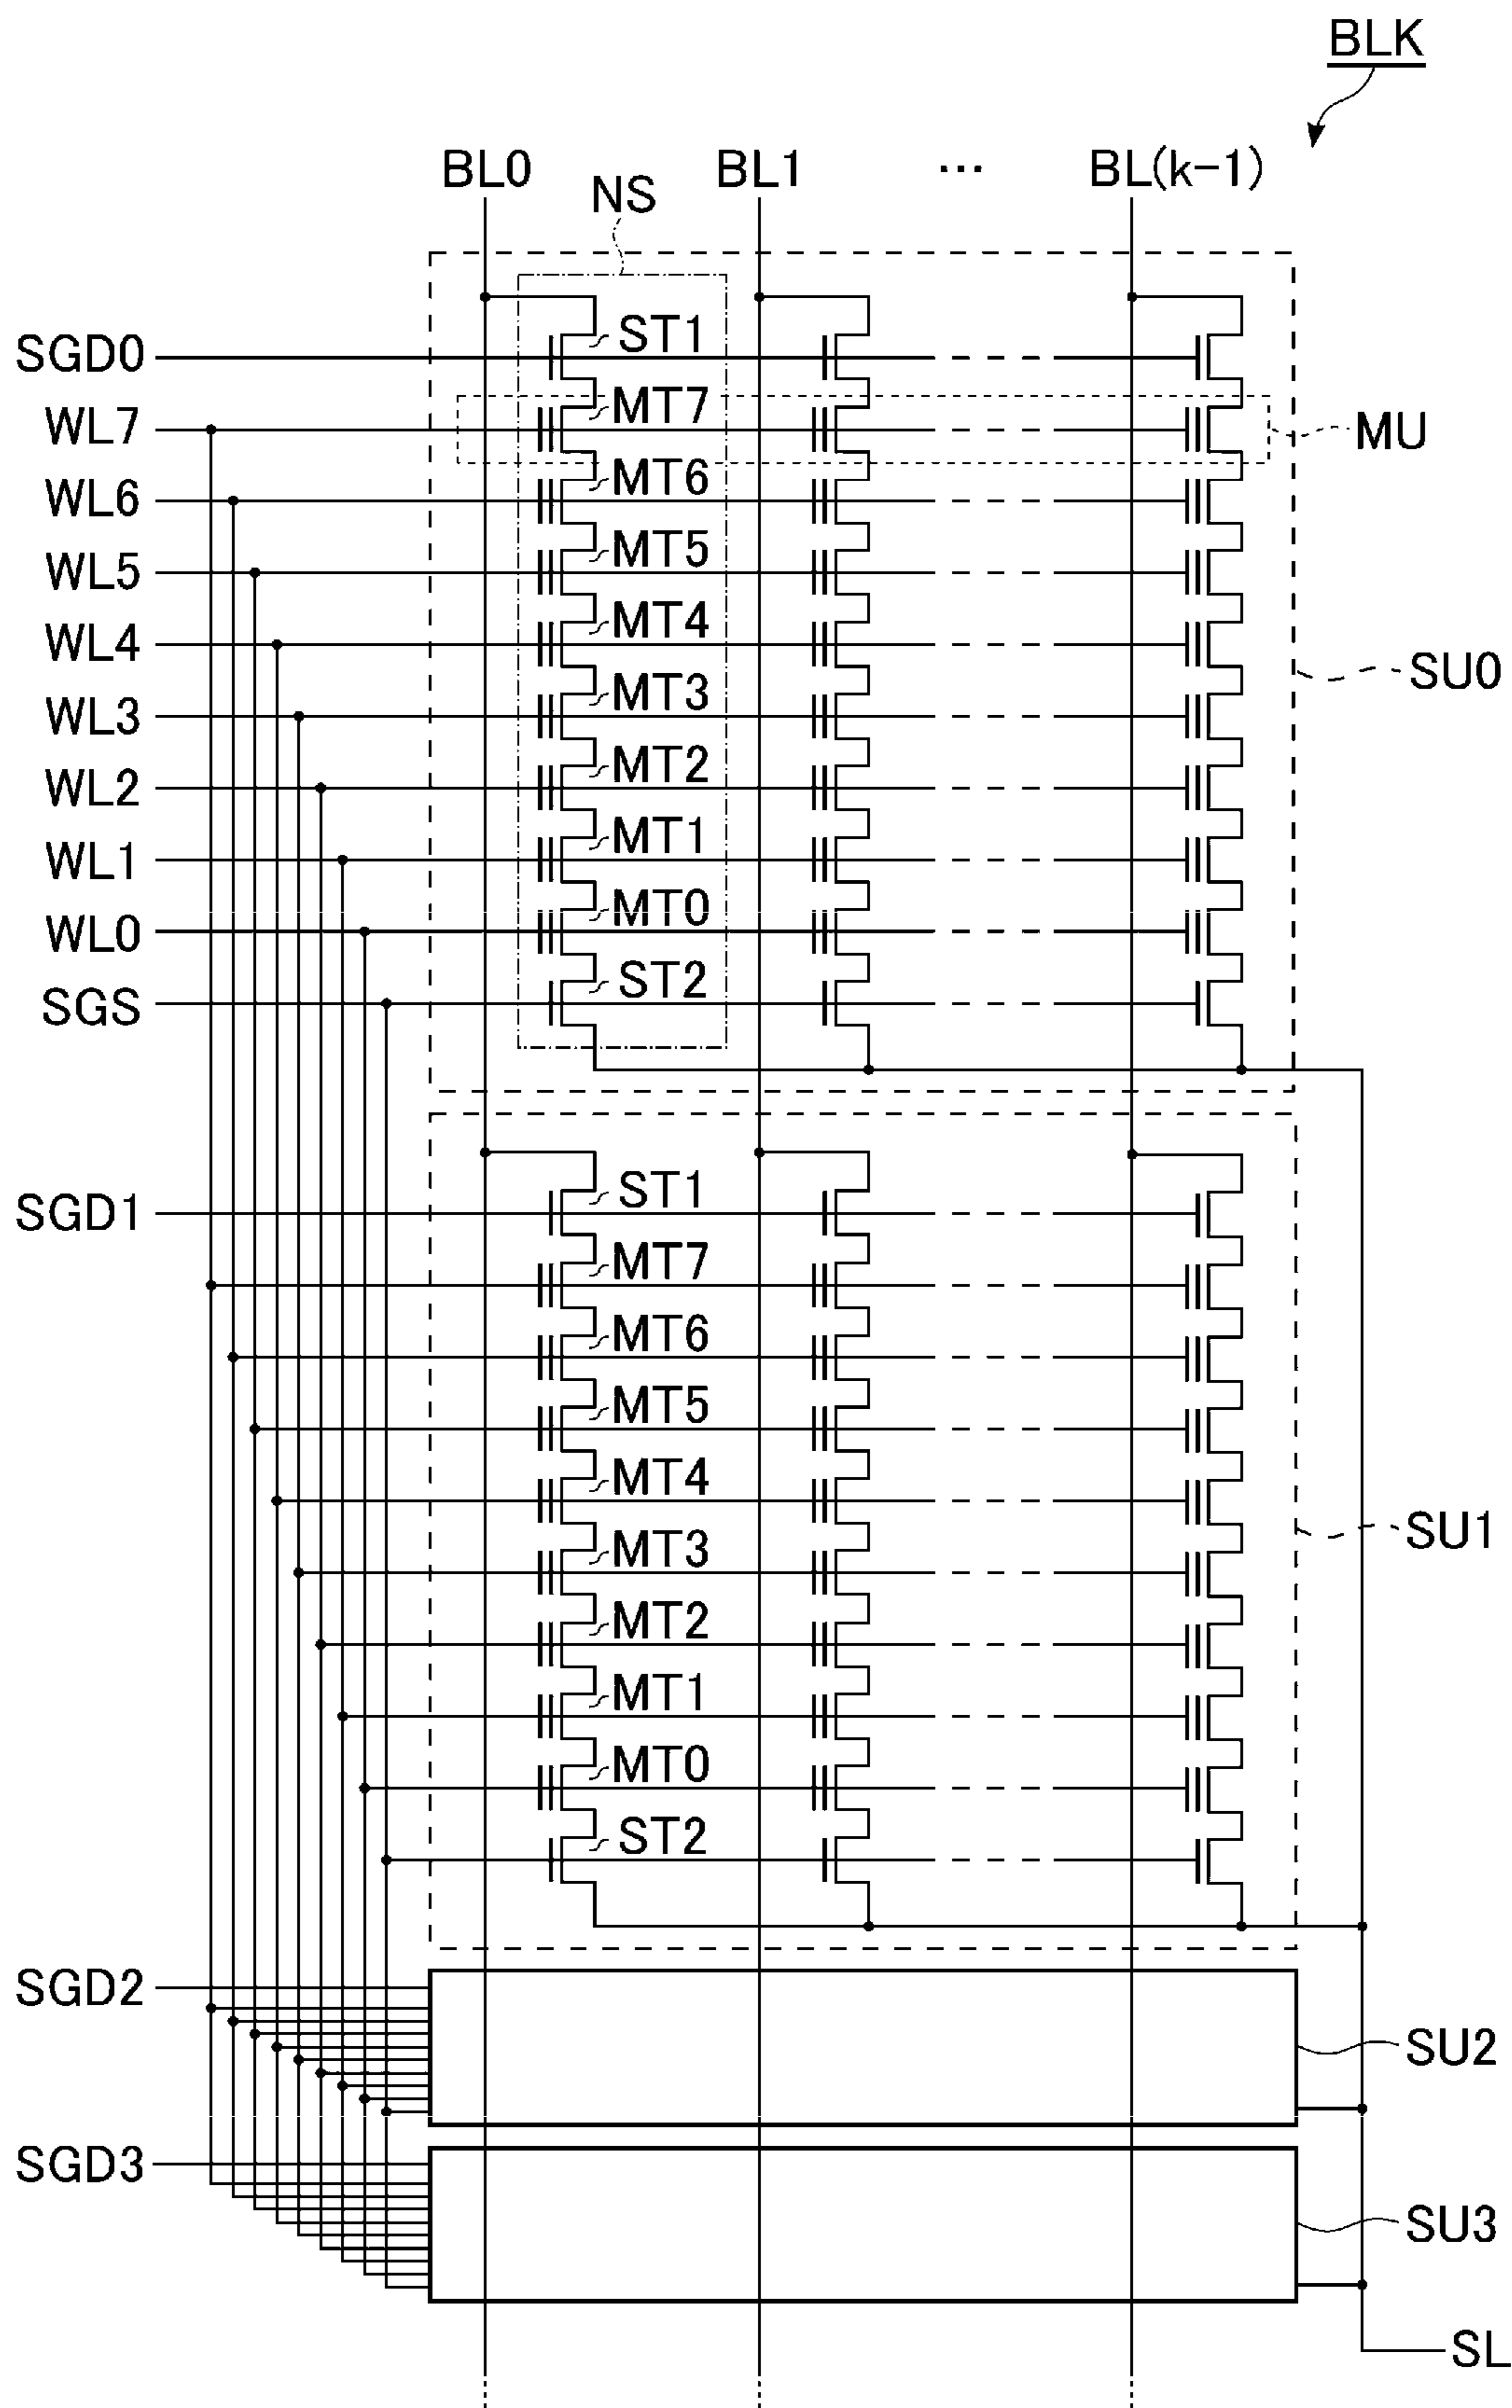 BLK
BL0 NS BL1 ... BL(k-1)
SGD0 ST1
WL7 MT7 MU
WL6 MT6
WL5 MT5
WL4 MT4
SU0
WL3 MT3
WL2 MT2
WL1 MT1
WL0 MT0
SGS ST2
SGD1 ST1
MT7
MT6
MT5
MT4
SU1
MT3
MT2
MT1
MT0
ST2
SGD2
SU2
SGD3
SU3
SL